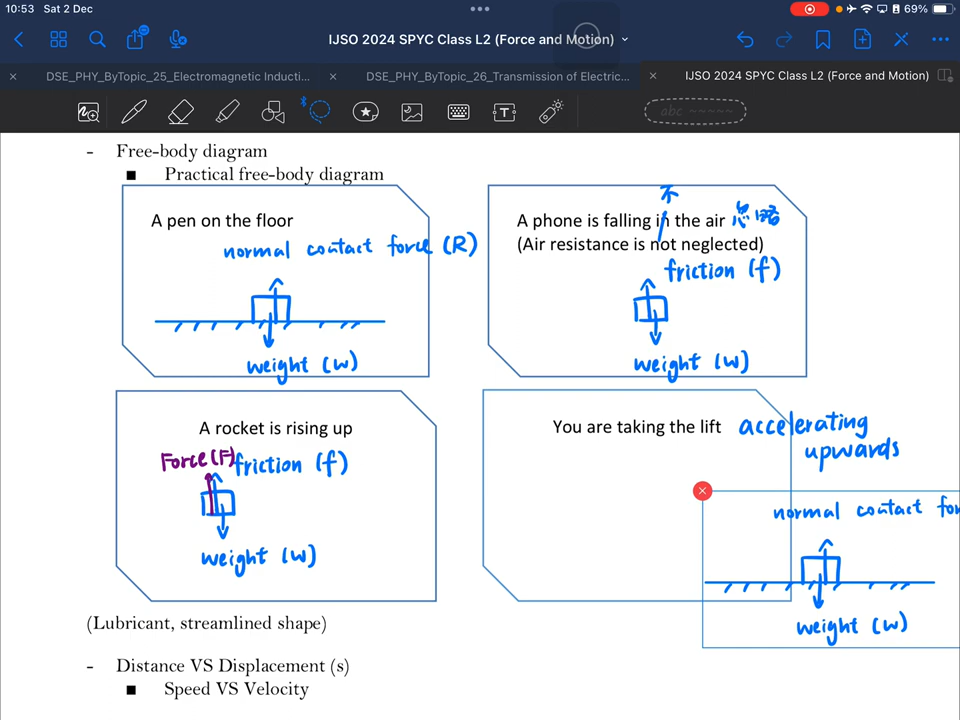 10:53 Sat 2 Dec
69%
IJSO 2024 SPYC Class L2 (Force and Motion)
DSE_PHY_ByTopic_25_Electromagnetic Inducti...
DSE_PHY_ByTopic_26_Transmission of Electric...
IJSO 2024 SPYC Class L2 (Force and Motion)
abc
- Free-body diagram
■ Practical free-body diagram
A pen on the floor
normal contact force (R)
weight (W)
不
A phone is falling in the air 忽略
(Air resistance is not neglected)
friction (f)
weight (W)
A rocket is rising up
Force (F) friction (f)
weight (W)
You are taking the lift accelerating
upwards
normal contact for
weight (W)
(Lubricant, streamlined shape)
- Distance VS Displacement (s)
■ Speed VS Velocity